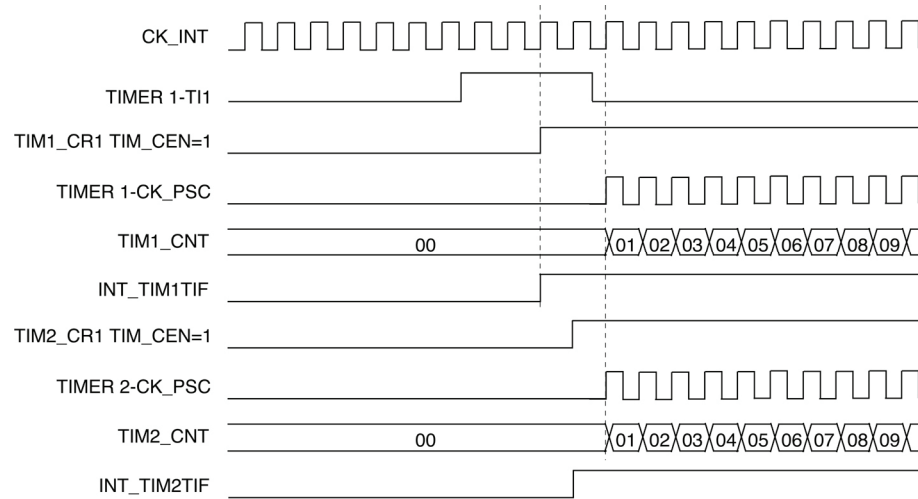 CK_INT
TIMER 1-TI1
TIM1_CR1 TIM_CEN=1
TIMER 1-CK_PSC
TIM1_CNT 00 01 02 03 04 05 06 07 08 09
INT_TIM1TIF
TIM2_CR1 TIM_CEN=1
TIMER 2-CK_PSC
TIM2_CNT 00 01 02 03 04 05 06 07 08 09
INT_TIM2TIF